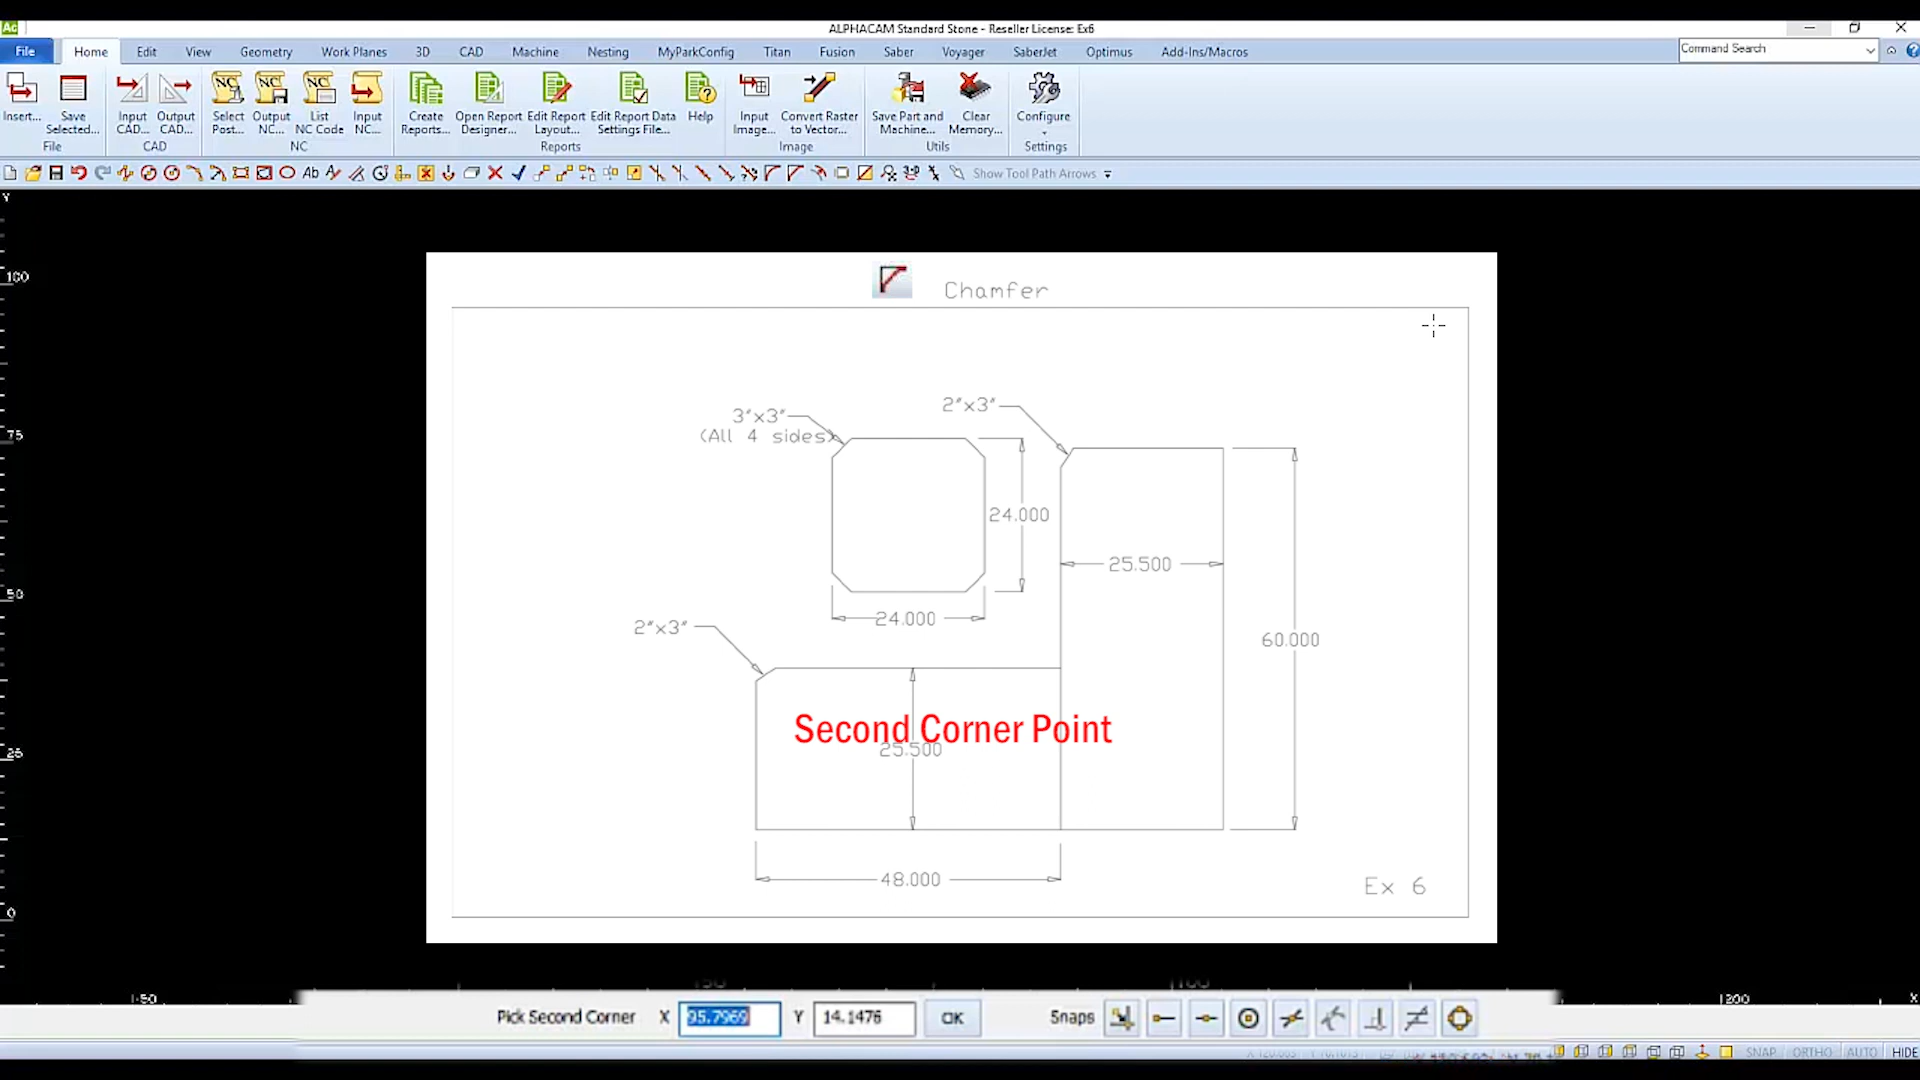 ALPHACAM Standard Stone - Reseller License: Ex6
File Home Edit View Geometry Work Planes 3D CAD Machine Nesting MyParkConfig Titan Fusion Saber Voyager SaberJet Optimus Add-Ins/Macros Command Search
Insert... Save Input Output Select Output List Input Create Open Report Edit Report Edit Report Data Help Input Convert Raster Save Part and Clear Configure
Selected... CAD... CAD... Post... NC... NC Code NC... Reports... Designer... Layout... Settings File... Image... to Vector... Machine... Memory...
File CAD NC Reports Image Utils Settings
Show Tool Path Arrows
Y
100
Chamfer
2"x3"
3"x3"
75
(All 4 sides)
24.000
25.500
50
24.000
2"x3"
60.000
Second Corner Point
25.500
25
48.000
Ex 6
0
-50
200
X
Pick Second Corner X 95.7969 Y 14.1476 OK Snaps
SNAP ORTHO AUTO HIDE